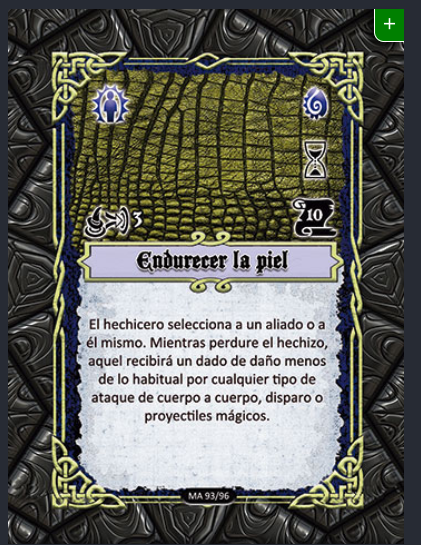 +
3
10
Endurecer la piel
El hechicero selecciona a un aliado o a
él mismo. Mientras perdure el hechizo,
aquel recibirá un dado de daño menos
de lo habitual por cualquier tipo de
ataque de cuerpo a cuerpo, disparo o
proyectiles mágicos.
MA 93/96